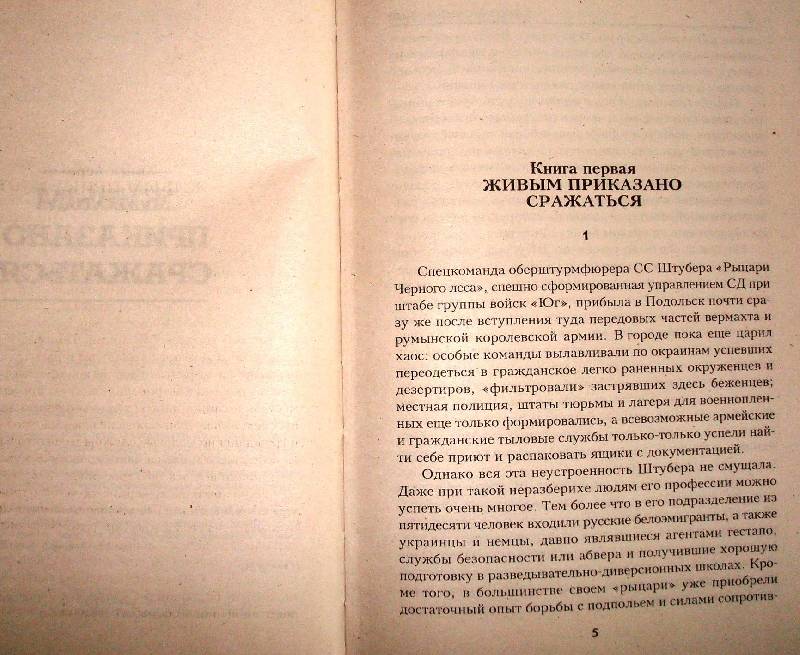 Книга первая
ЖИВЫМ ПРИКАЗАНО
СРАЖАТЬСЯ
1
Спецкоманда оберштурмфюрера СС Штубера «Рыцари
Черного леса», спешно сформированная управлением СД при
штабе группы войск «Юг», прибыла в Подольск почти сра-
зу же после вступления туда передовых частей вермахта и
румынской королевской армии. В городе пока еще царил
хаос: особые команды вылавливали по окраинам успевших
переодеться в гражданское легко раненных окруженцев и
дезертиров, «фильтровали» застрявших здесь беженцев;
местная полиция, штаты тюрьмы и лагеря для военноплен-
ных еще только формировались, а всевозможные армейские
и гражданские тыловые службы только-только успели най-
ти себе приют и распаковать ящики с документацией.
Однако вся эта неустроенность Штубера не смущала.
Даже при такой неразберихе людям его профессии можно
успеть очень многое. Тем более что в его подразделение из
пятидесяти человек входили русские белоэмигранты, а также
украинцы и немцы, давно являвшиеся агентами гестапо,
службы безопасности или абвера и получившие хорошую
подготовку в разведывательно-диверсионных школах. Кро-
ме того, в большинстве своем «рыцари» уже приобрели
достаточный опыт борьбы с подпольем и силами сопротив-
5